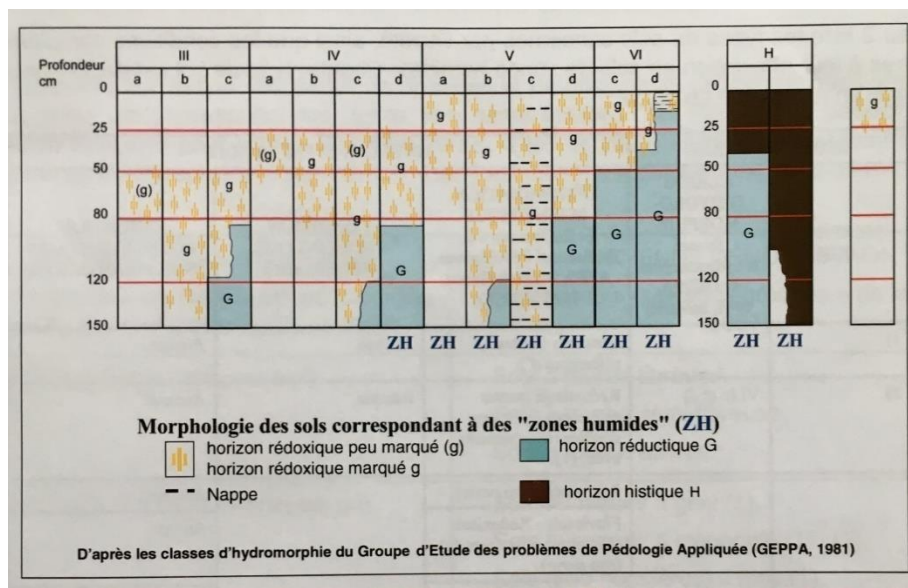 III IV V VI H
Profondeur
cm
a b c a b c d a b c d c d
0 0
25 25
50 50
80 80
120 120
150 150
g g g g
(g) g (g) g g g g
(g) g
g g G G
g G G G
G
ZH ZH ZH ZH ZH ZH ZH ZH ZH
Morphologie des sols correspondant à des "zones humides" (ZH)
horizon rédoxique peu marqué (g) horizon réductique G
horizon rédoxique marqué g
Nappe horizon histique H
D'après les classes d'hydromorphie du Groupe d'Etude des problèmes de Pédologie Appliquée (GEPPA, 1981)